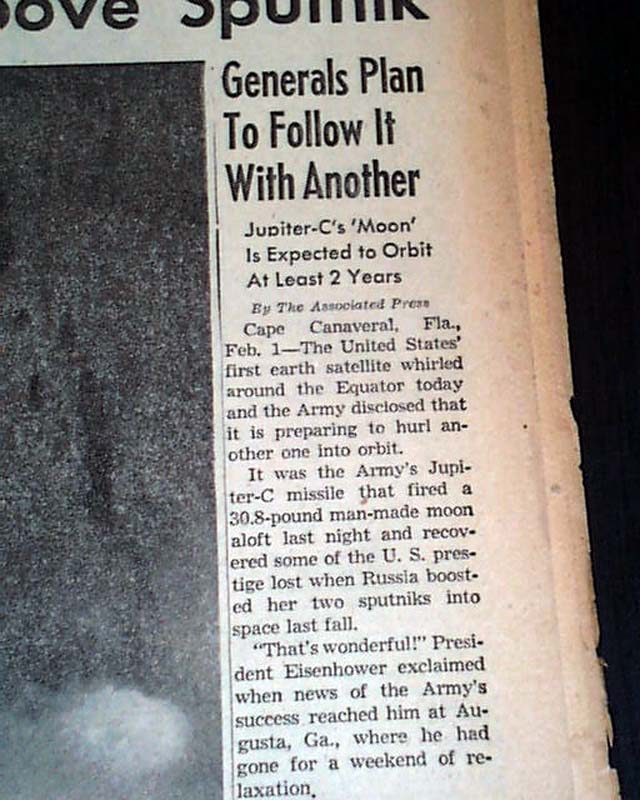 ove Sputnik
Generals Plan
To Follow It
With Another
Jupiter-C's 'Moon'
Is Expected to Orbit
At Least 2 Years
By The Associated Press
Cape Canaveral, Fla.,
Feb. 1—The United States'
first earth satellite whirled
around the Equator today
and the Army disclosed that
it is preparing to hurl an-
other one into orbit.
It was the Army's Jupi-
ter-C missile that fired a
30.8-pound man-made moon
aloft last night and recov-
ered some of the U. S. pres-
tige lost when Russia boost-
ed her two sputniks into
space last fall.
"That's wonderful!" Presi-
dent Eisenhower exclaimed
when news of the Army's
success reached him at Au-
gusta, Ga., where he had
gone for a weekend of re-
laxation.